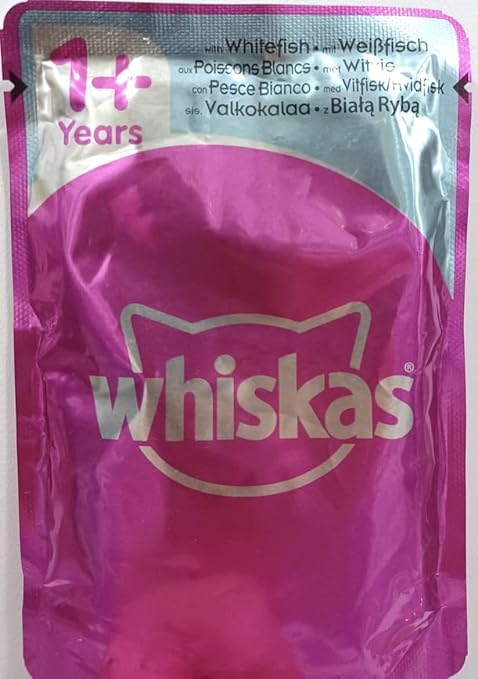 1+
Years
with Whitefish • mit Weißfisch
aux Poissons Blancs • met Witvis
con Pesce Bianco • med Vitfisk/Hvidfisk
sis. Valkokalaa • z Białą Rybą
whiskas®